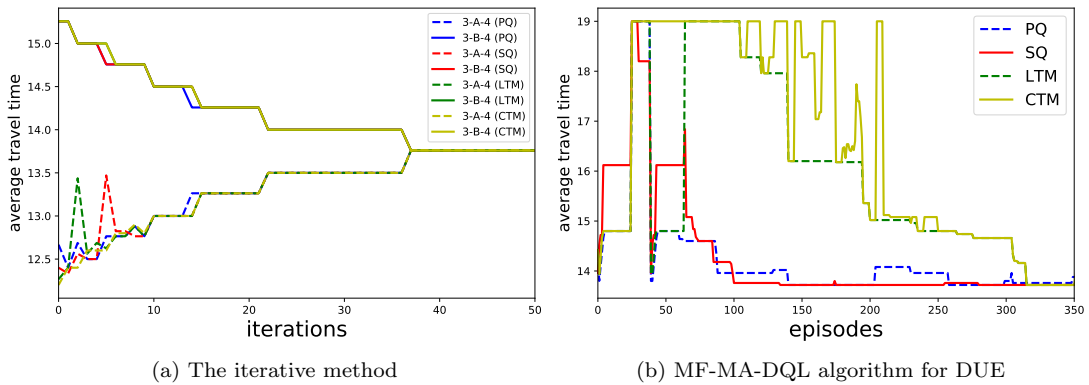 average travel time
15.0
14.5
14.0
13.5
13.0
12.5
0
10
20
30
40
50
iterations
3-A-4 (PQ)
3-B-4 (PQ)
3-A-4 (SQ)
3-B-4 (SQ)
3-A-4 (LTM)
3-B-4 (LTM)
3-A-4 (CTM)
3-B-4 (CTM)
(a) The iterative method
average travel time
19
18
17
16
15
14
0
50
100
150
200
250
300
350
episodes
PQ
SQ
LTM
CTM
(b) MF-MA-DQL algorithm for DUE